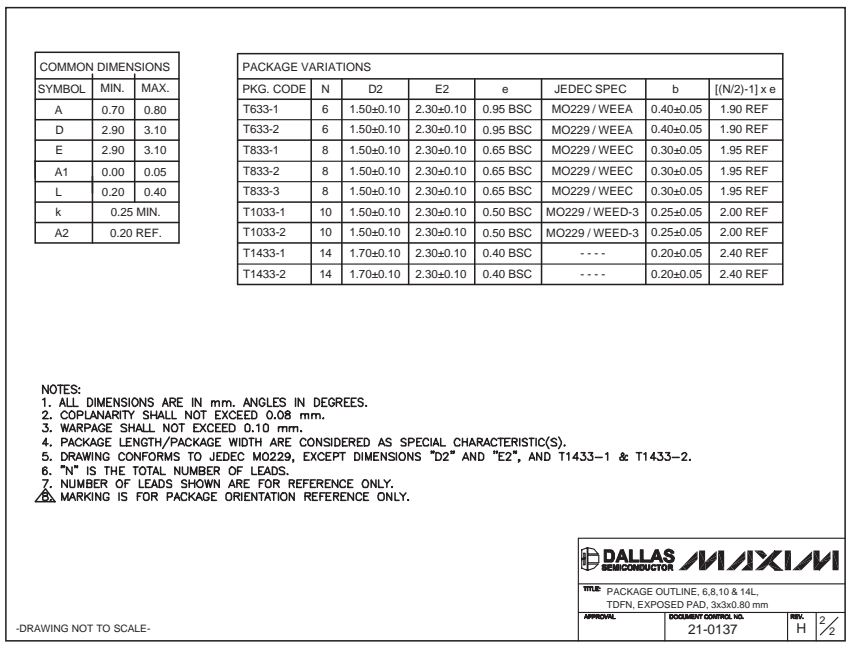 COMMON DIMENSIONS
SYMBOL MIN. MAX.
A 0.70 0.80
D 2.90 3.10
E 2.90 3.10
A1 0.00 0.05
L 0.20 0.40
k 0.25 MIN.
A2 0.20 REF.
PACKAGE VARIATIONS
PKG. CODE N D2 E2 e JEDEC SPEC b [(N/2)-1] x e
T633-1 6 1.50±0.10 2.30±0.10 0.95 BSC MO229 / WEEA 0.40±0.05 1.90 REF
T633-2 6 1.50±0.10 2.30±0.10 0.95 BSC MO229 / WEEA 0.40±0.05 1.90 REF
T833-1 8 1.50±0.10 2.30±0.10 0.65 BSC MO229 / WEEC 0.30±0.05 1.95 REF
T833-2 8 1.50±0.10 2.30±0.10 0.65 BSC MO229 / WEEC 0.30±0.05 1.95 REF
T833-3 8 1.50±0.10 2.30±0.10 0.65 BSC MO229 / WEEC 0.30±0.05 1.95 REF
T1033-1 10 1.50±0.10 2.30±0.10 0.50 BSC MO229 / WEED-3 0.25±0.05 2.00 REF
T1033-2 10 1.50±0.10 2.30±0.10 0.50 BSC MO229 / WEED-3 0.25±0.05 2.00 REF
T1433-1 14 1.70±0.10 2.30±0.10 0.40 BSC - - - - 0.20±0.05 2.40 REF
T1433-2 14 1.70±0.10 2.30±0.10 0.40 BSC - - - - 0.20±0.05 2.40 REF
NOTES:
1. ALL DIMENSIONS ARE IN mm. ANGLES IN DEGREES.
2. COPLANARITY SHALL NOT EXCEED 0.08 mm.
3. WARPAGE SHALL NOT EXCEED 0.10 mm.
4. PACKAGE LENGTH/PACKAGE WIDTH ARE CONSIDERED AS SPECIAL CHARACTERISTIC(S).
5. DRAWING CONFORMS TO JEDEC MO229, EXCEPT DIMENSIONS "D2" AND "E2", AND T1433-1 & T1433-2.
6. "N" IS THE TOTAL NUMBER OF LEADS.
7. NUMBER OF LEADS SHOWN ARE FOR REFERENCE ONLY.
8. MARKING IS FOR PACKAGE ORIENTATION REFERENCE ONLY.
DALLAS SEMICONDUCTOR MAXIM
TITLE: PACKAGE OUTLINE, 6,8,10 & 14L,
TDFN, EXPOSED PAD, 3x3x0.80 mm
APPROVAL DOCUMENT CONTROL NO. REV.
21-0137 H 2/2
-DRAWING NOT TO SCALE-